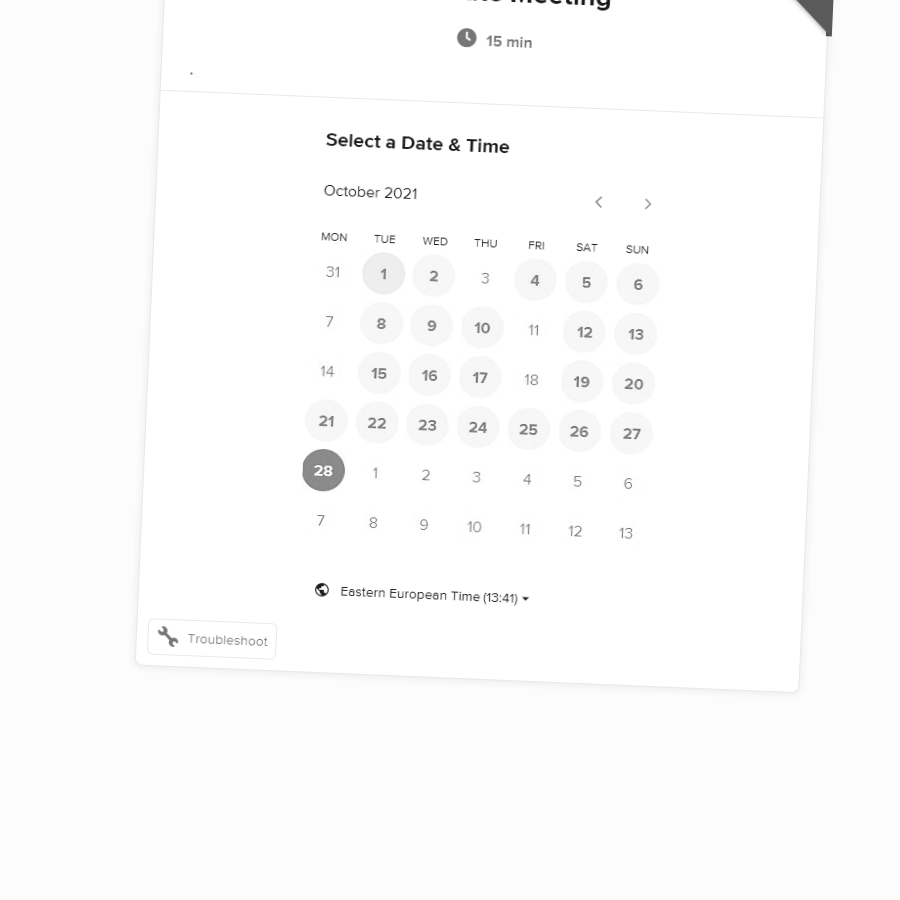 Meeting
15 min
.
Select a Date & Time
October 2021
MON TUE WED THU FRI SAT SUN
31 1 2 3 4 5 6
7 8 9 10 11 12 13
14 15 16 17 18 19 20
21 22 23 24 25 26 27
28 1 2 3 4 5 6
7 8 9 10 11 12 13
Eastern European Time (13:41)
Troubleshoot